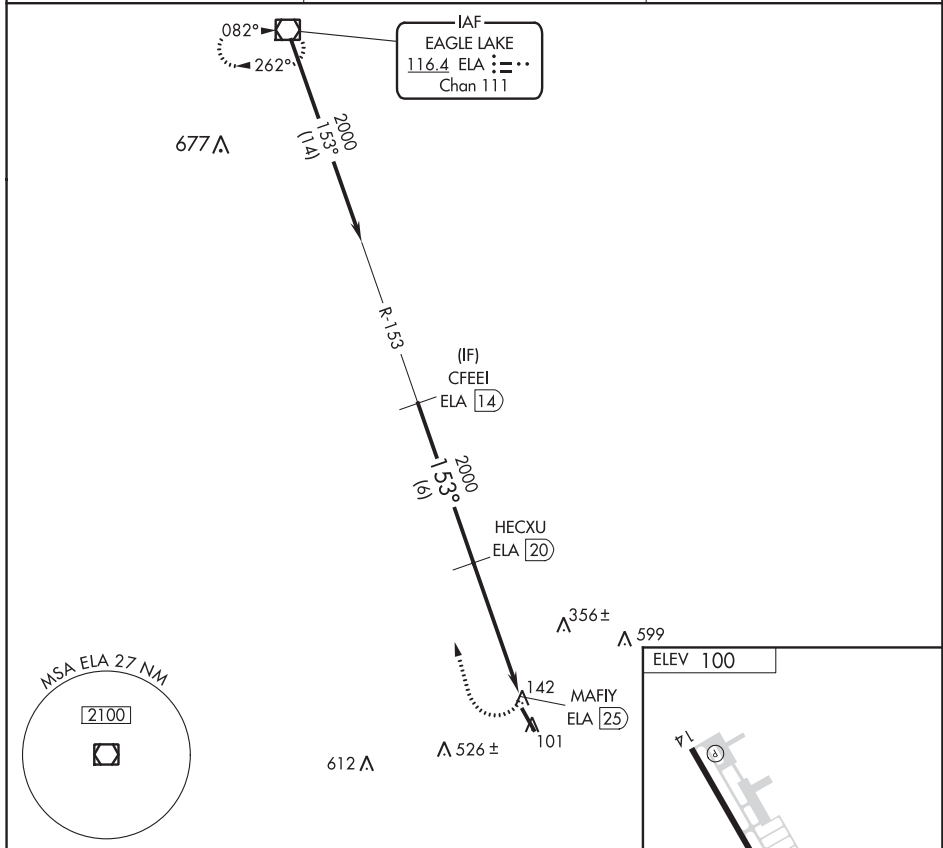 082°
262°
IAF
EAGLE LAKE
116.4 ELA
Chan 111
677
2000
153°
(14)
R-153
(IF)
CFEEI
ELA 14
2000
153°
(6)
HECXU
ELA 20
356±
599
MSA ELA 27 NM
2100
142
MAFIY
ELA 25
101
526±
612
ELEV 100
14
P